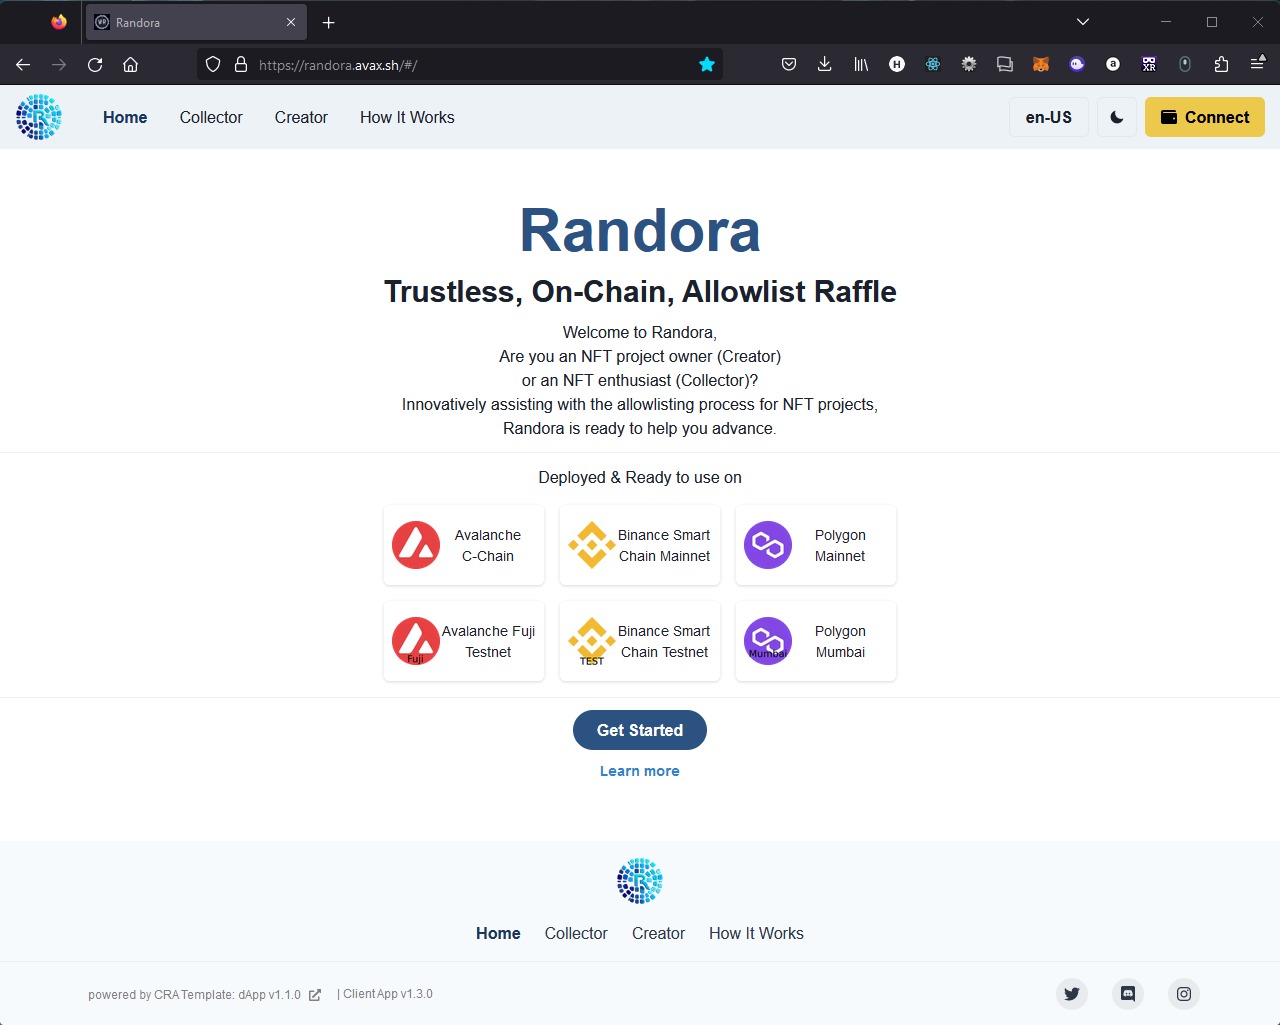 Randora
https://randora.avax.sh/#/
Home Collector Creator How It Works en-US Connect
Randora
Trustless, On-Chain, Allowlist Raffle
Welcome to Randora,
Are you an NFT project owner (Creator)
or an NFT enthusiast (Collector)?
Innovatively assisting with the allowlisting process for NFT projects,
Randora is ready to help you advance.
Deployed & Ready to use on
Avalanche
C-Chain
Binance Smart
Chain Mainnet
Polygon
Mainnet
Fuji
Avalanche Fuji
Testnet
TEST
Binance Smart
Chain Testnet
Mumbai
Polygon
Mumbai
Get Started
Learn more
Home Collector Creator How It Works
powered by CRA Template: dApp v1.1.0 | Client App v1.3.0